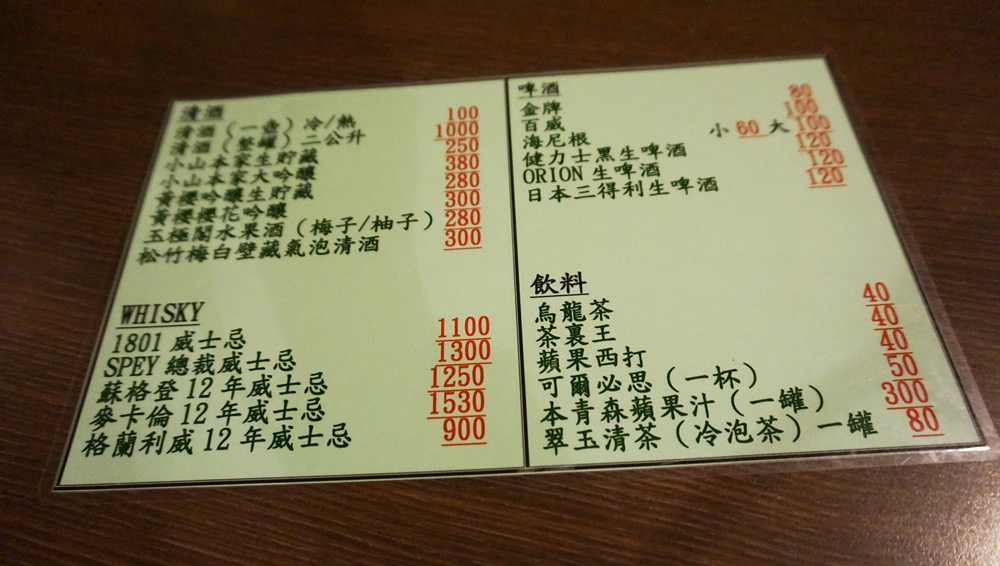 清酒
清酒（一壺）冷/熱 100
清酒（整罐）二公升 1000
小山本家生貯藏 250
小山本家大吟釀 380
黃櫻吟釀生貯藏 280
黃櫻櫻花吟釀 300
玉極閣水果酒（梅子/柚子） 280
松竹梅白壁藏氣泡清酒 300
WHISKY
1801 威士忌 1100
SPEY 總裁威士忌 1300
蘇格登 12 年威士忌 1250
麥卡倫 12 年威士忌 1530
格蘭利威 12 年威士忌 900
啤酒
金牌 80
百威 100
海尼根 小 60 大 100
健力士黑生啤酒 120
ORION 生啤酒 120
日本三得利生啤酒 120
飲料
烏龍茶 40
茶裏王 40
蘋果西打 40
可爾必思（一杯） 50
本青森蘋果汁（一罐） 300
翠玉清茶（冷泡茶）一罐 80